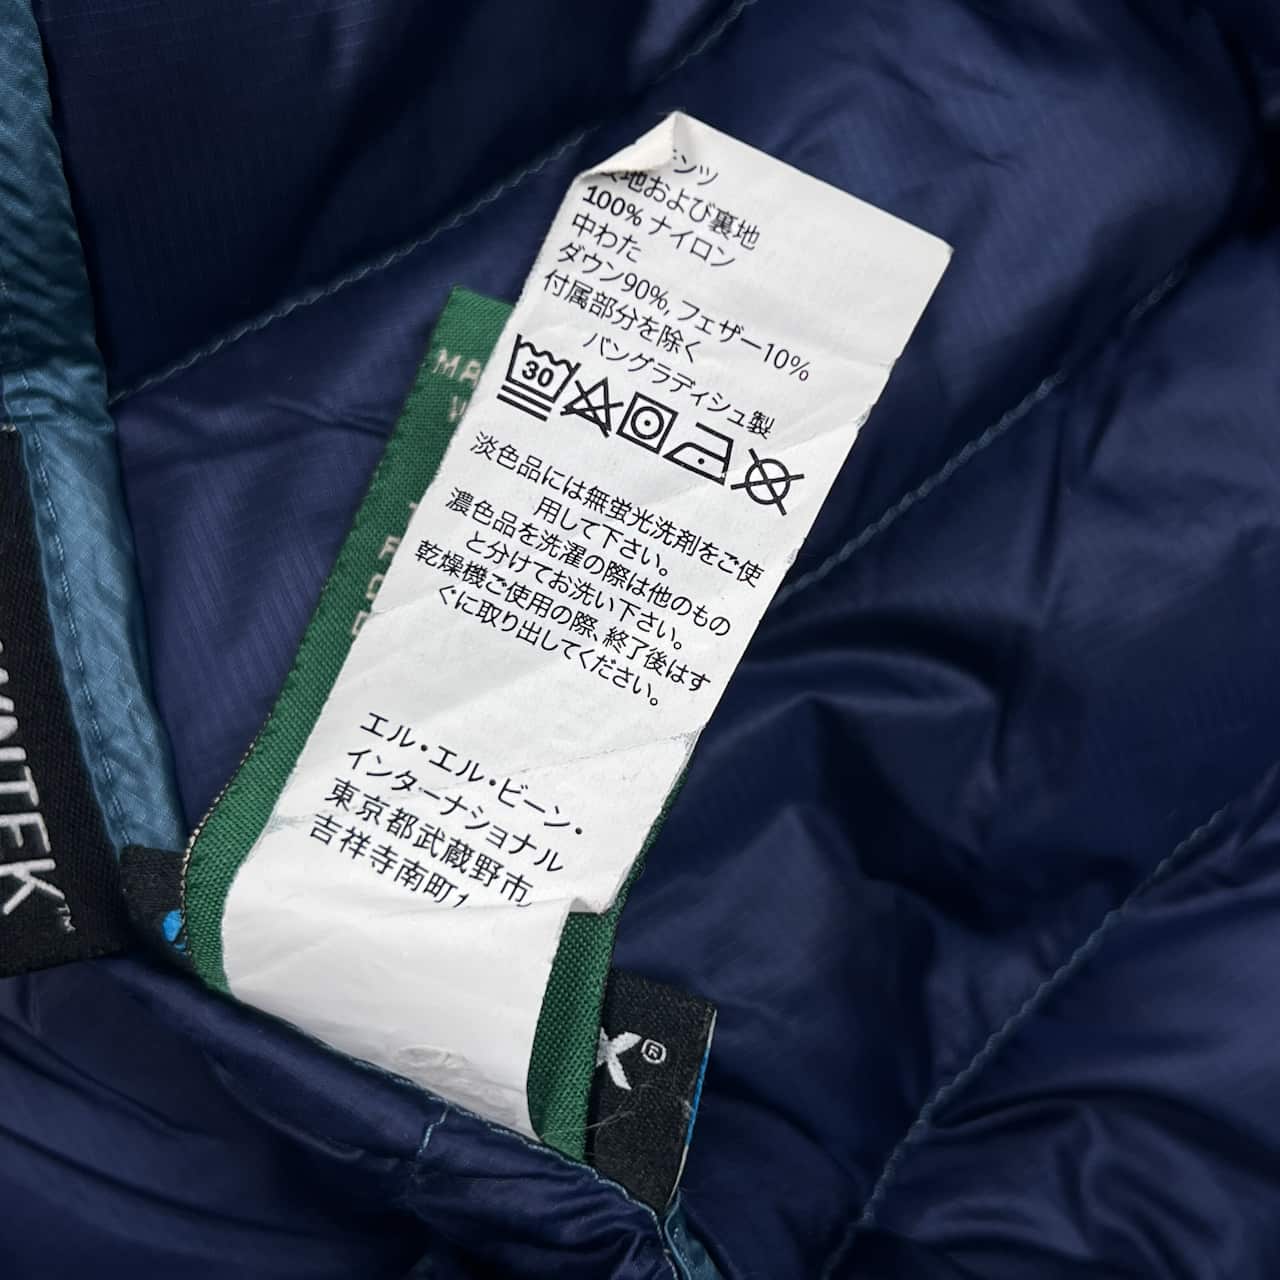 表地および裏地
100% ナイロン
中わた
ダウン90%, フェザー10%
付属部分を除く
バングラディシュ製
30
淡色品には無蛍光洗剤をご使
用して下さい。
濃色品を洗濯の際は他のもの
と分けてお洗い下さい。
乾燥機ご使用の際、終了後はす
ぐに取り出してください。
エル・エル・ビーン・
インターナショナル
東京都武蔵野市
吉祥寺南町1